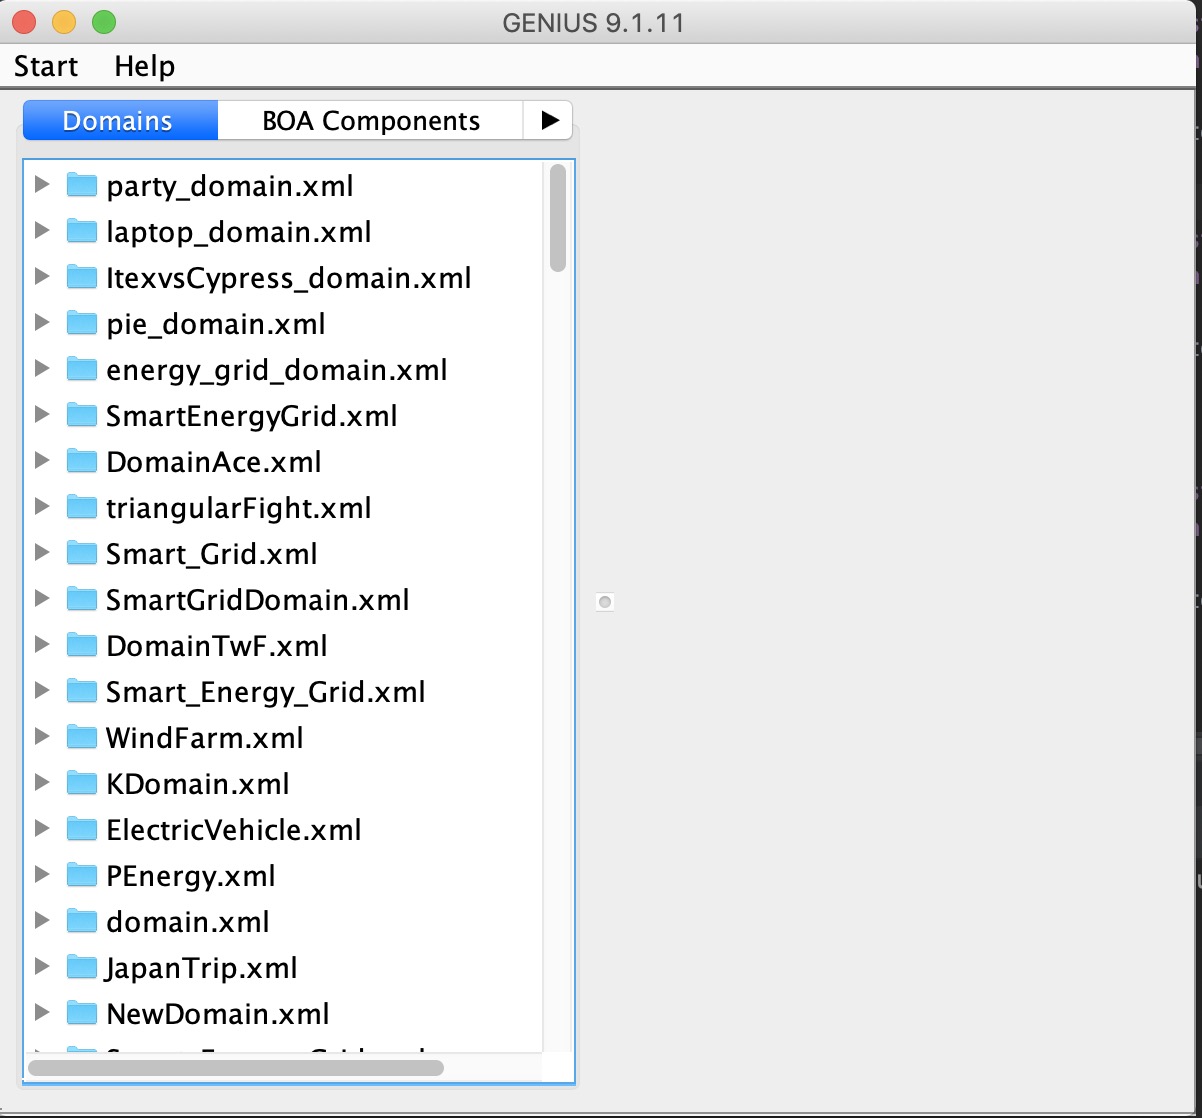 GENIUS 9.1.11
Start Help
Domains BOA Components
party_domain.xml
laptop_domain.xml
ItexvsCypress_domain.xml
pie_domain.xml
energy_grid_domain.xml
SmartEnergyGrid.xml
DomainAce.xml
triangularFight.xml
Smart_Grid.xml
SmartGridDomain.xml
DomainTwF.xml
Smart_Energy_Grid.xml
WindFarm.xml
KDomain.xml
ElectricVehicle.xml
PEnergy.xml
domain.xml
JapanTrip.xml
NewDomain.xml